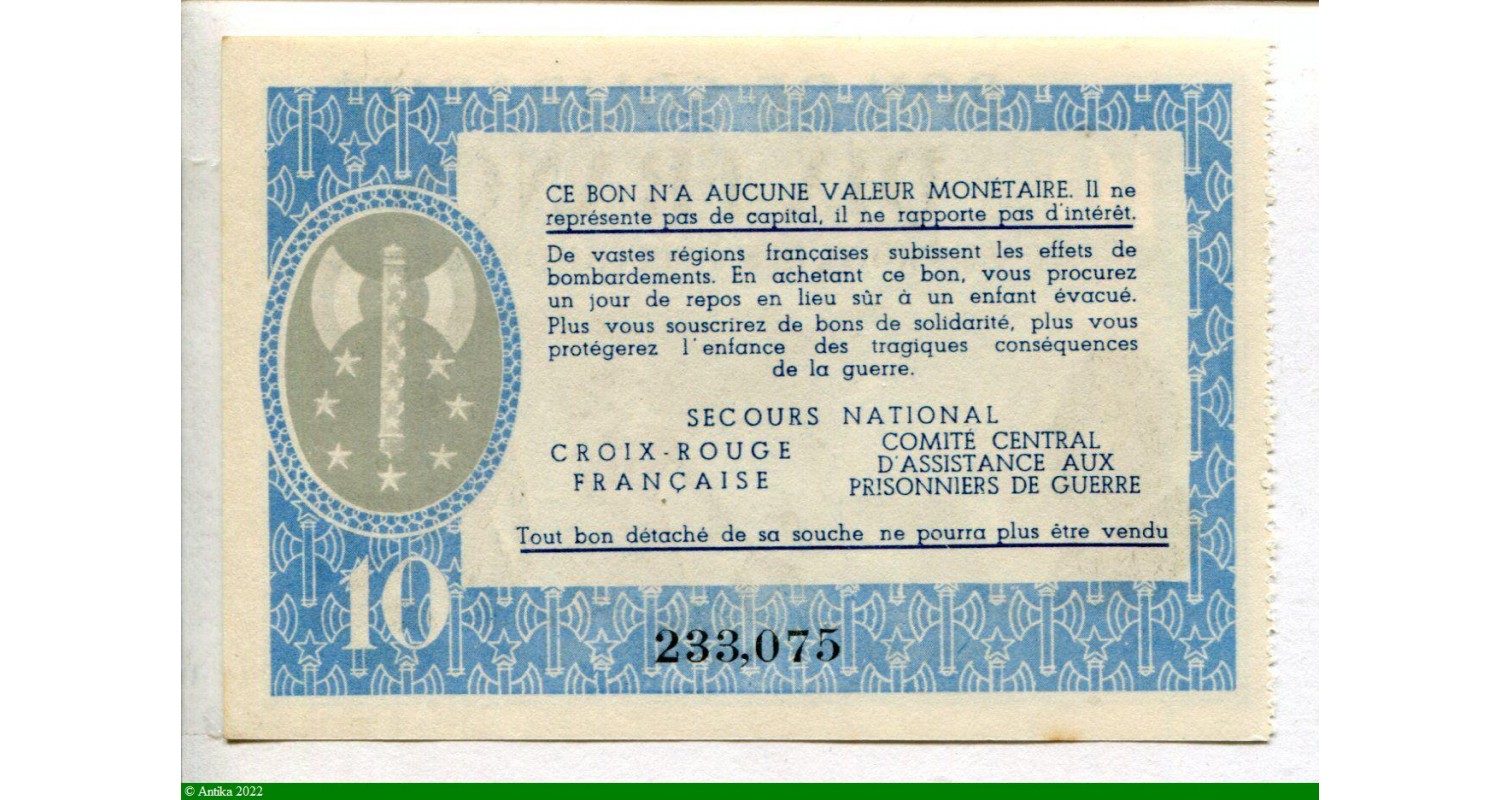 CE BON N'A AUCUNE VALEUR MONÉTAIRE. Il ne
représente pas de capital, il ne rapporte pas d'intérêt.
De vastes régions françaises subissent les effets de
bombardements. En achetant ce bon, vous procurez
un jour de repos en lieu sûr à un enfant évacué.
Plus vous souscrirez de bons de solidarité, plus vous
protégerez l'enfance des tragiques conséquences
de la guerre.
SECOURS NATIONAL
CROIX-ROUGE
FRANÇAISE
COMITÉ CENTRAL
D'ASSISTANCE AUX
PRISONNIERS DE GUERRE
Tout bon détaché de sa souche ne pourra plus être vendu
10
233,075
© Antika 2022